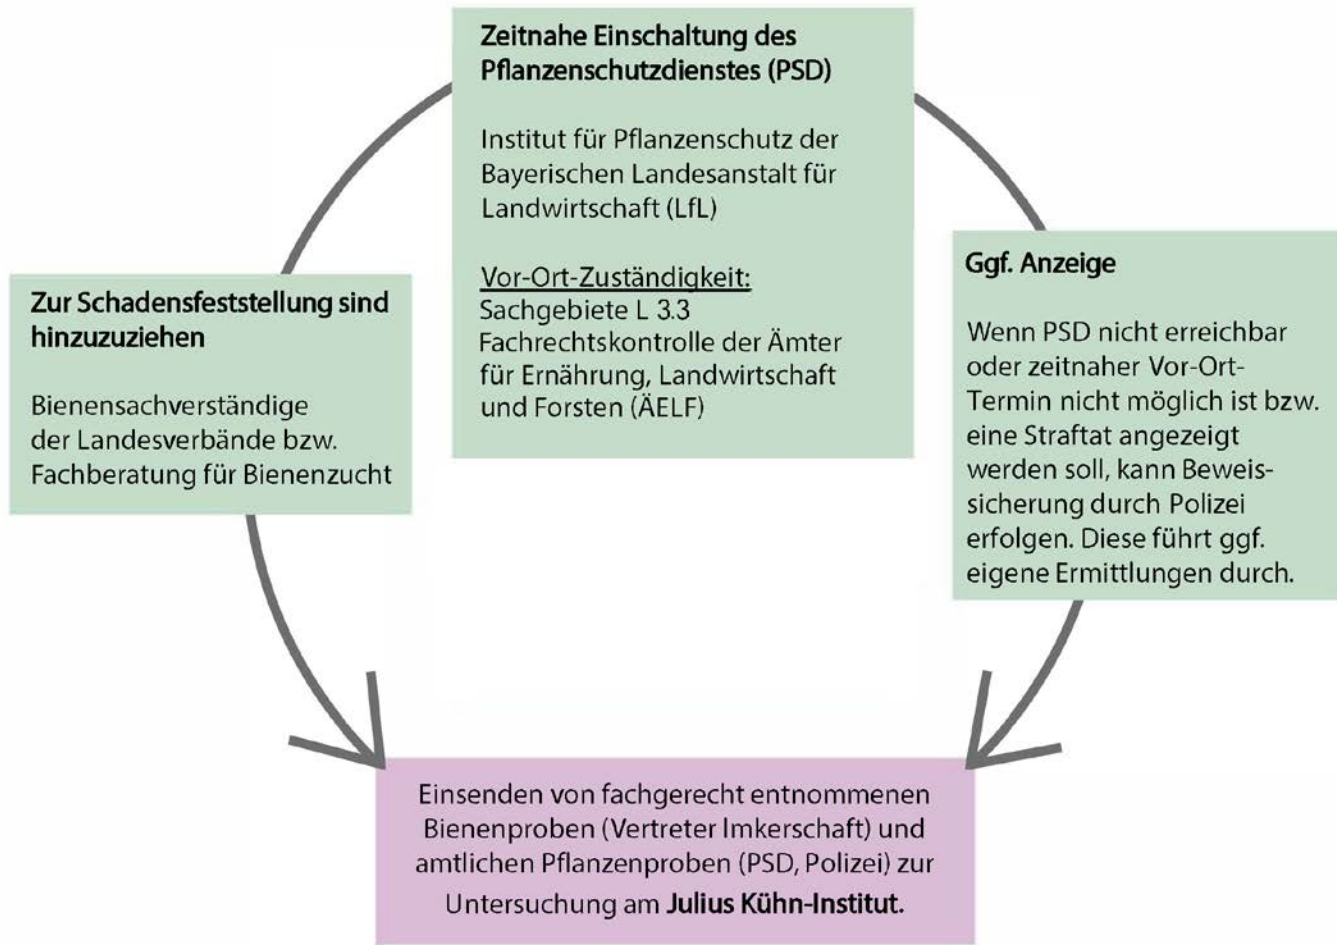 Zeitnahe Einschaltung des
Pflanzenschutzdienstes (PSD)
Institut für Pflanzenschutz der
Bayerischen Landesanstalt für
Landwirtschaft (LfL)
Vor-Ort-Zuständigkeit:
Sachgebiete L 3.3
Fachrechtskontrolle der Ämter
für Ernährung, Landwirtschaft
und Forsten (ÄELF)
Zur Schadensfeststellung sind
hinzuzuziehen
Bienensachverständige
der Landesverbände bzw.
Fachberatung für Bienenzucht
Ggf. Anzeige
Wenn PSD nicht erreichbar
oder zeitnaher Vor-Ort-
Termin nicht möglich ist bzw.
eine Straftat angezeigt
werden soll, kann Beweis-
sicherung durch Polizei
erfolgen. Diese führt ggf.
eigene Ermittlungen durch.
Einsenden von fachgerecht entnommenen
Bienenproben (Vertreter Imkerschaft) und
amtlichen Pflanzenproben (PSD, Polizei) zur
Untersuchung am Julius Kühn-Institut.